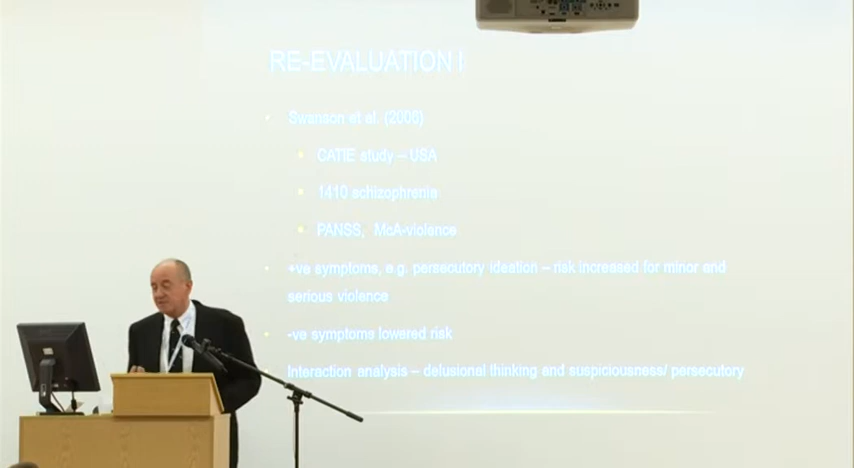 RE-EVALUATION I
• Swanson et al. (2006)
• CATIE study – USA
• 1410 schizophrenia
• PANSS, McA-violence
• +ve symptoms, e.g. persecutory ideation – risk increased for minor and
serious violence
• -ve symptoms lowered risk
• Interaction analysis – delusional thinking and suspiciousness/ persecutory